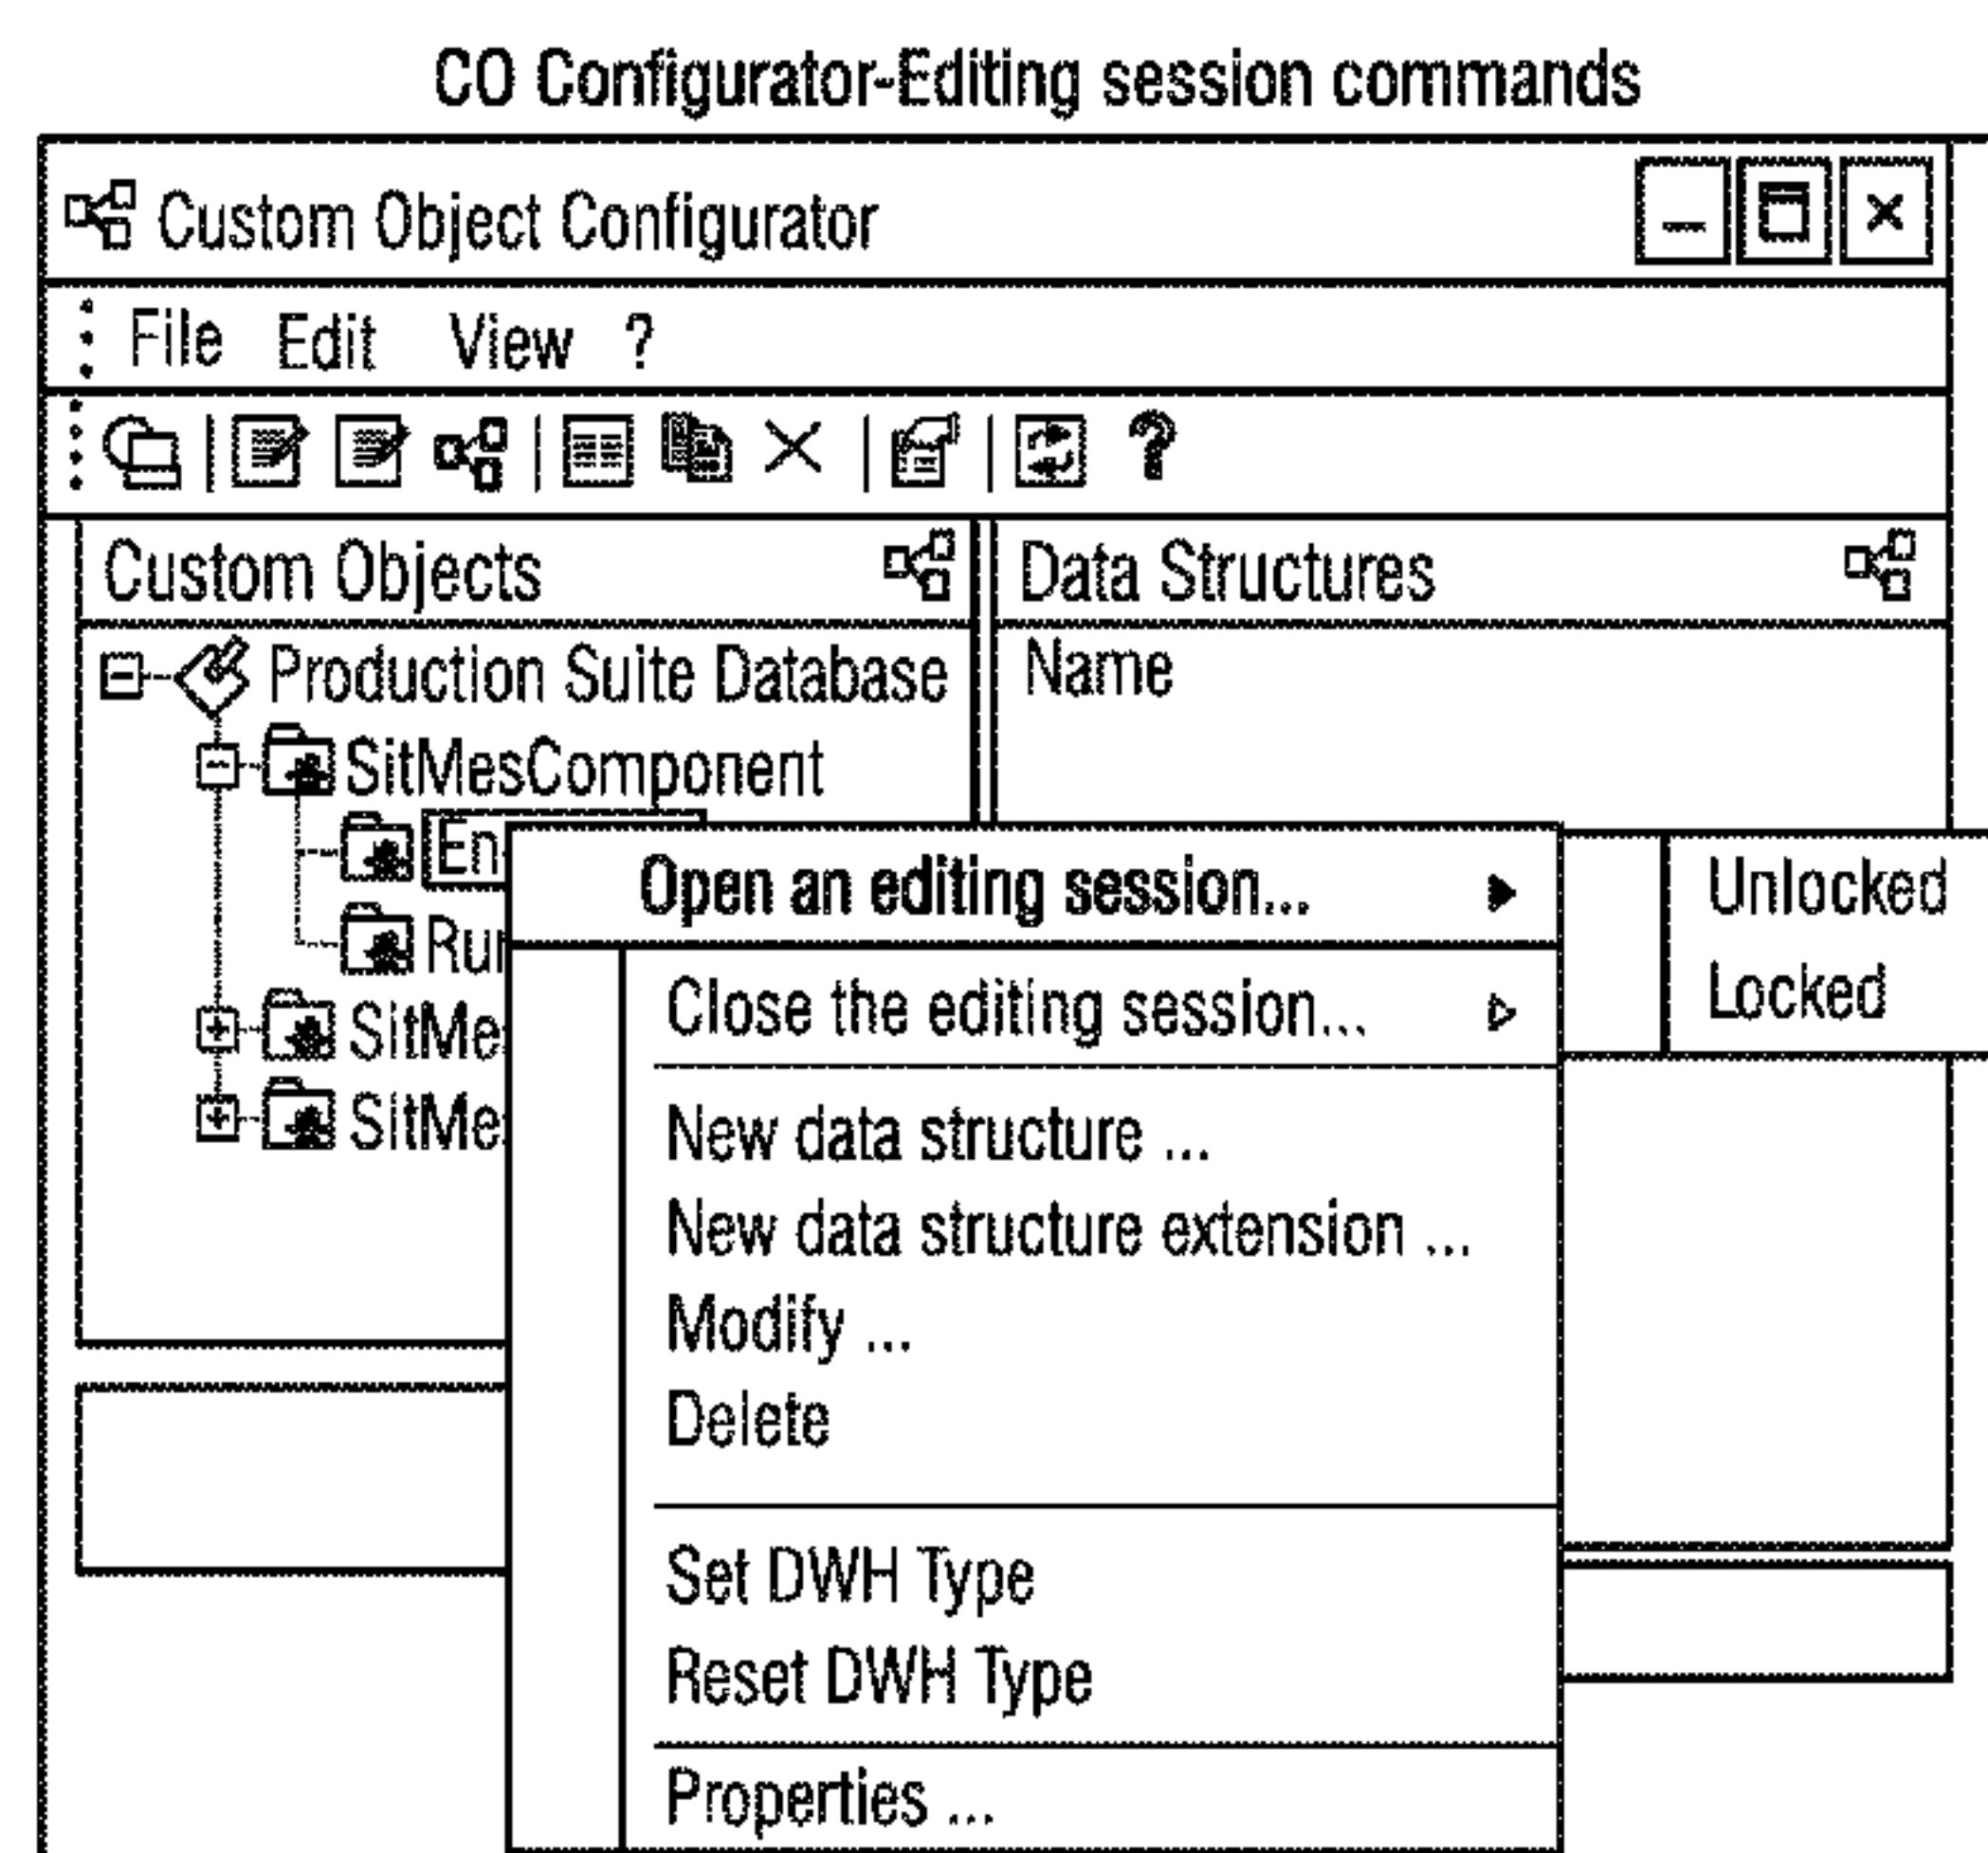 CO Configurator-Editing session commands
Custom Object Configurator
File Edit View ?
Custom Objects
Data Structures
Production Suite Database
Name
SitMesComponent
Open an editing session...
Unlocked
Close the editing session...
Locked
New data structure ...
New data structure extension ...
Modify ...
Delete
Set DWH Type
Reset DWH Type
Properties ...